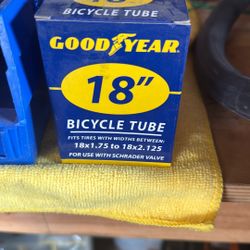 18"
BICYCLE TUBE
GOODYEAR
18"
BICYCLE TUBE
FITS TIRES WITH WIDTHS BETWEEN:
18x1.75 to 18x2.125
FOR USE WITH SCHRADER VALVE